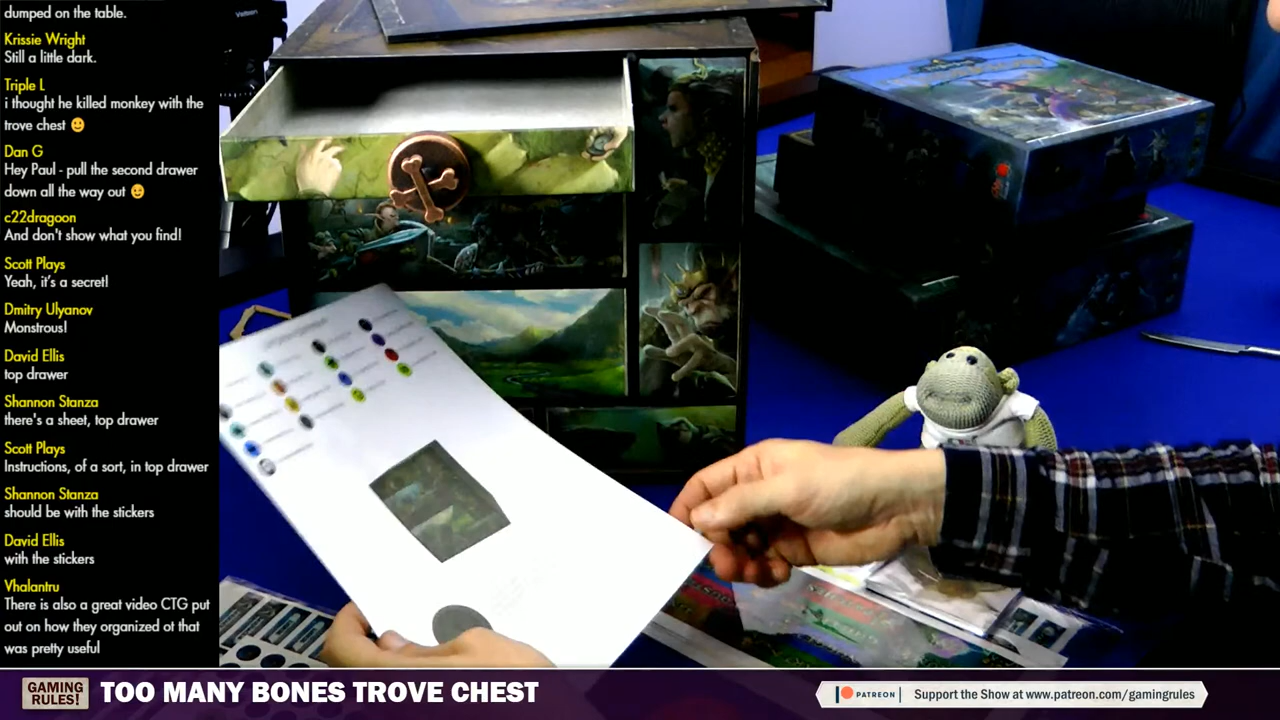 dumped on the table.
Krissie Wright
Still a little dark.
Triple L
i thought he killed monkey with the
trove chest 🙂
Dan G
Hey Paul - pull the second drawer
down all the way out 😉
c22dragoon
And don't show what you find!
Scott Plays
Yeah, it's a secret!
Dmitry Ulyanov
Monstrous!
David Ellis
top drawer
Shannon Stanza
there's a sheet, top drawer
Scott Plays
Instructions, of a sort, in top drawer
Shannon Stanza
should be with the stickers
David Ellis
with the stickers
Vhalantru
There is also a great video CTG put
out on how they organized ot that
was pretty useful
GAMING
RULES!
TOO MANY BONES TROVE CHEST
PATREON
Support the Show at www.patreon.com/gamingrules